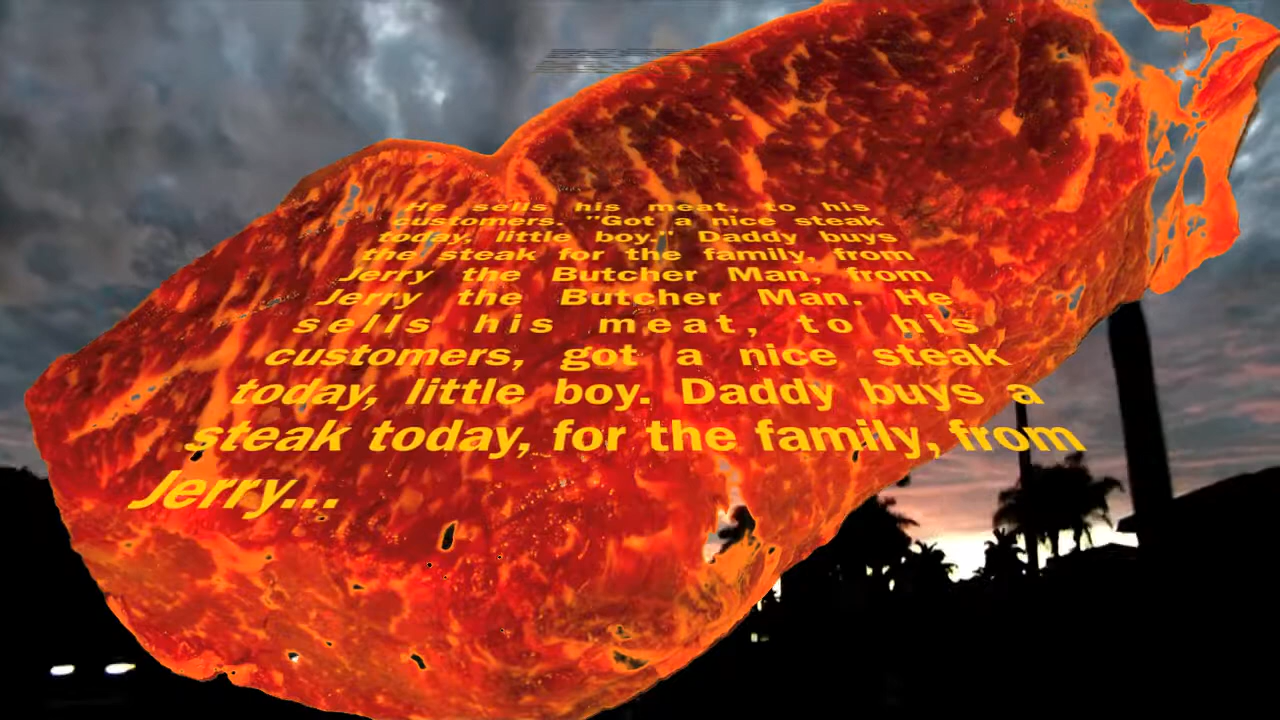 He sells his meat, to his
customers. "Got a nice steak
today, little boy." Daddy buys
the steak for the family, from
Jerry the Butcher Man, from
Jerry the Butcher Man. He
sells his meat, to his
customers, got a nice steak
today, little boy. Daddy buys a
steak today, for the family, from
Jerry...